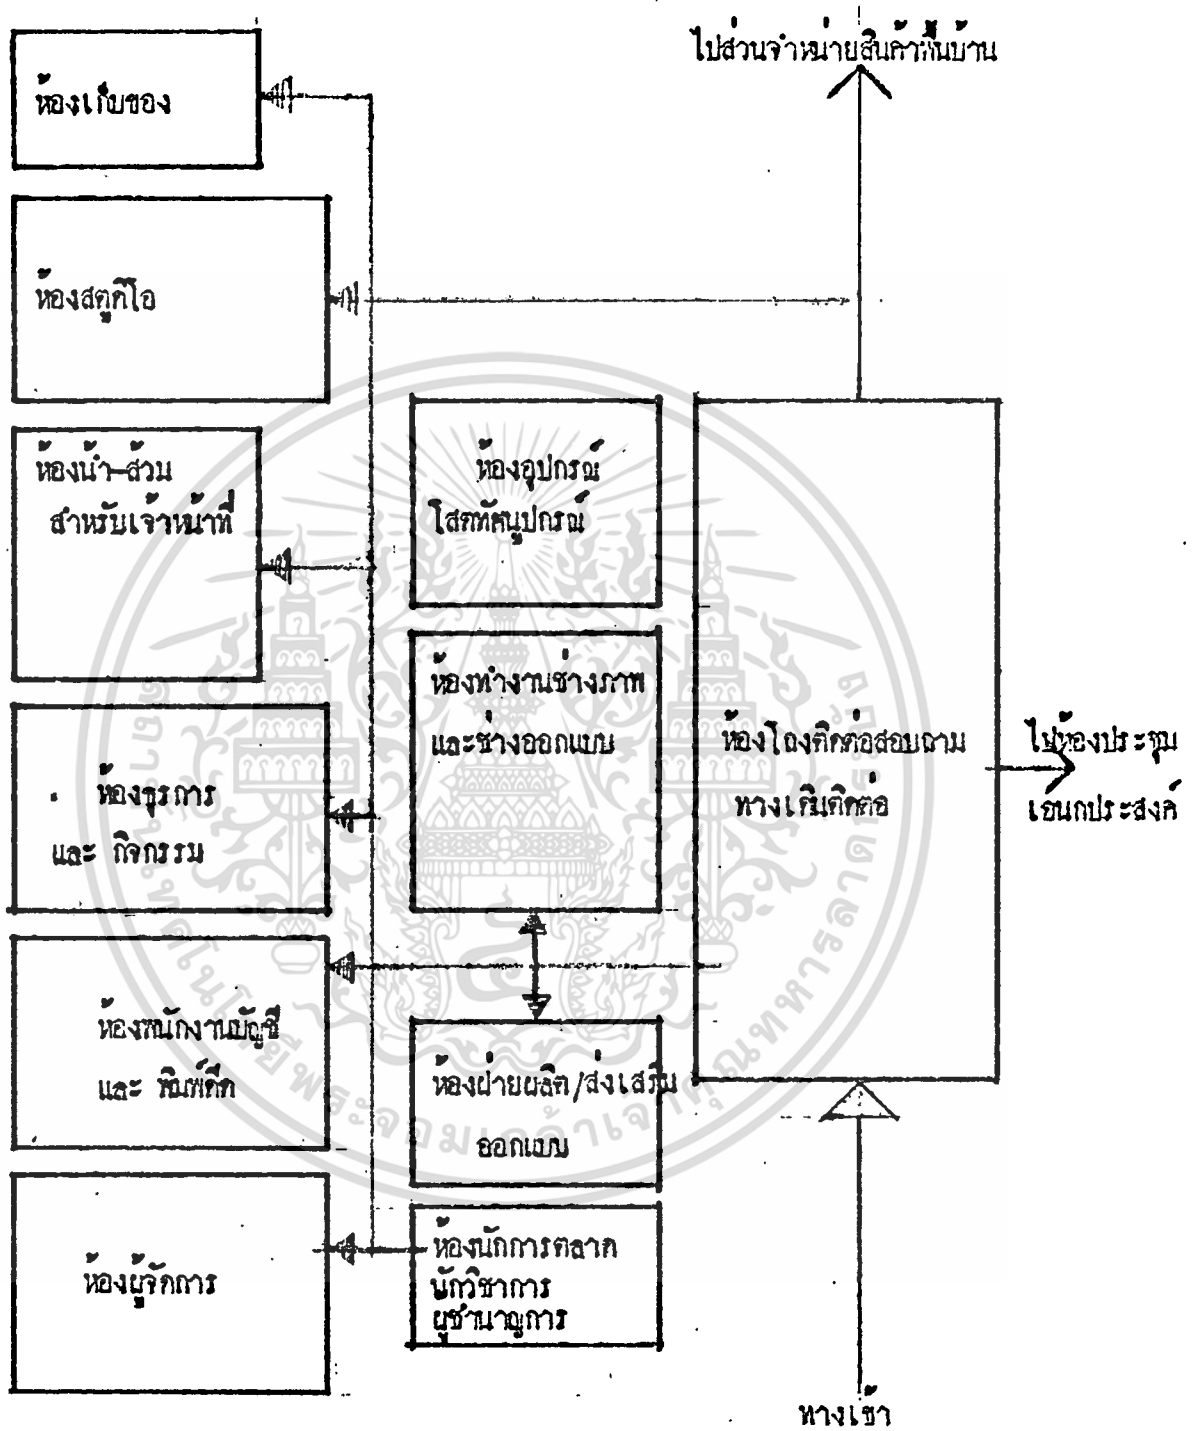 ไปส่วนจำหน่ายสินค้าพื้นบ้าน
ห้องเก็บของ
ห้องสตูดิโอ
ห้องน้ำ-ส้วม
สำหรับเจ้าหน้าที่
ห้องอุปกรณ์
โสตทัศนูปกรณ์
ห้องทำงานช่างภาพ
และช่างออกแบบ
ห้องโถงติดต่อสอบถาม
ทางเดินติดต่อ
ไปห้องประชุม
เอนกประสงค์
ห้องธุรการ
และ กิจกรรม
ห้องพนักงานบัญชี
และ พิมพ์ดีด
ห้องฝ่ายผลิต/ส่งเสริม
ออกแบบ
ห้องผู้จัดการ
ห้องนักการตลาด
นักวิชาการ
ผู้ชำนาญการ
ทางเข้า